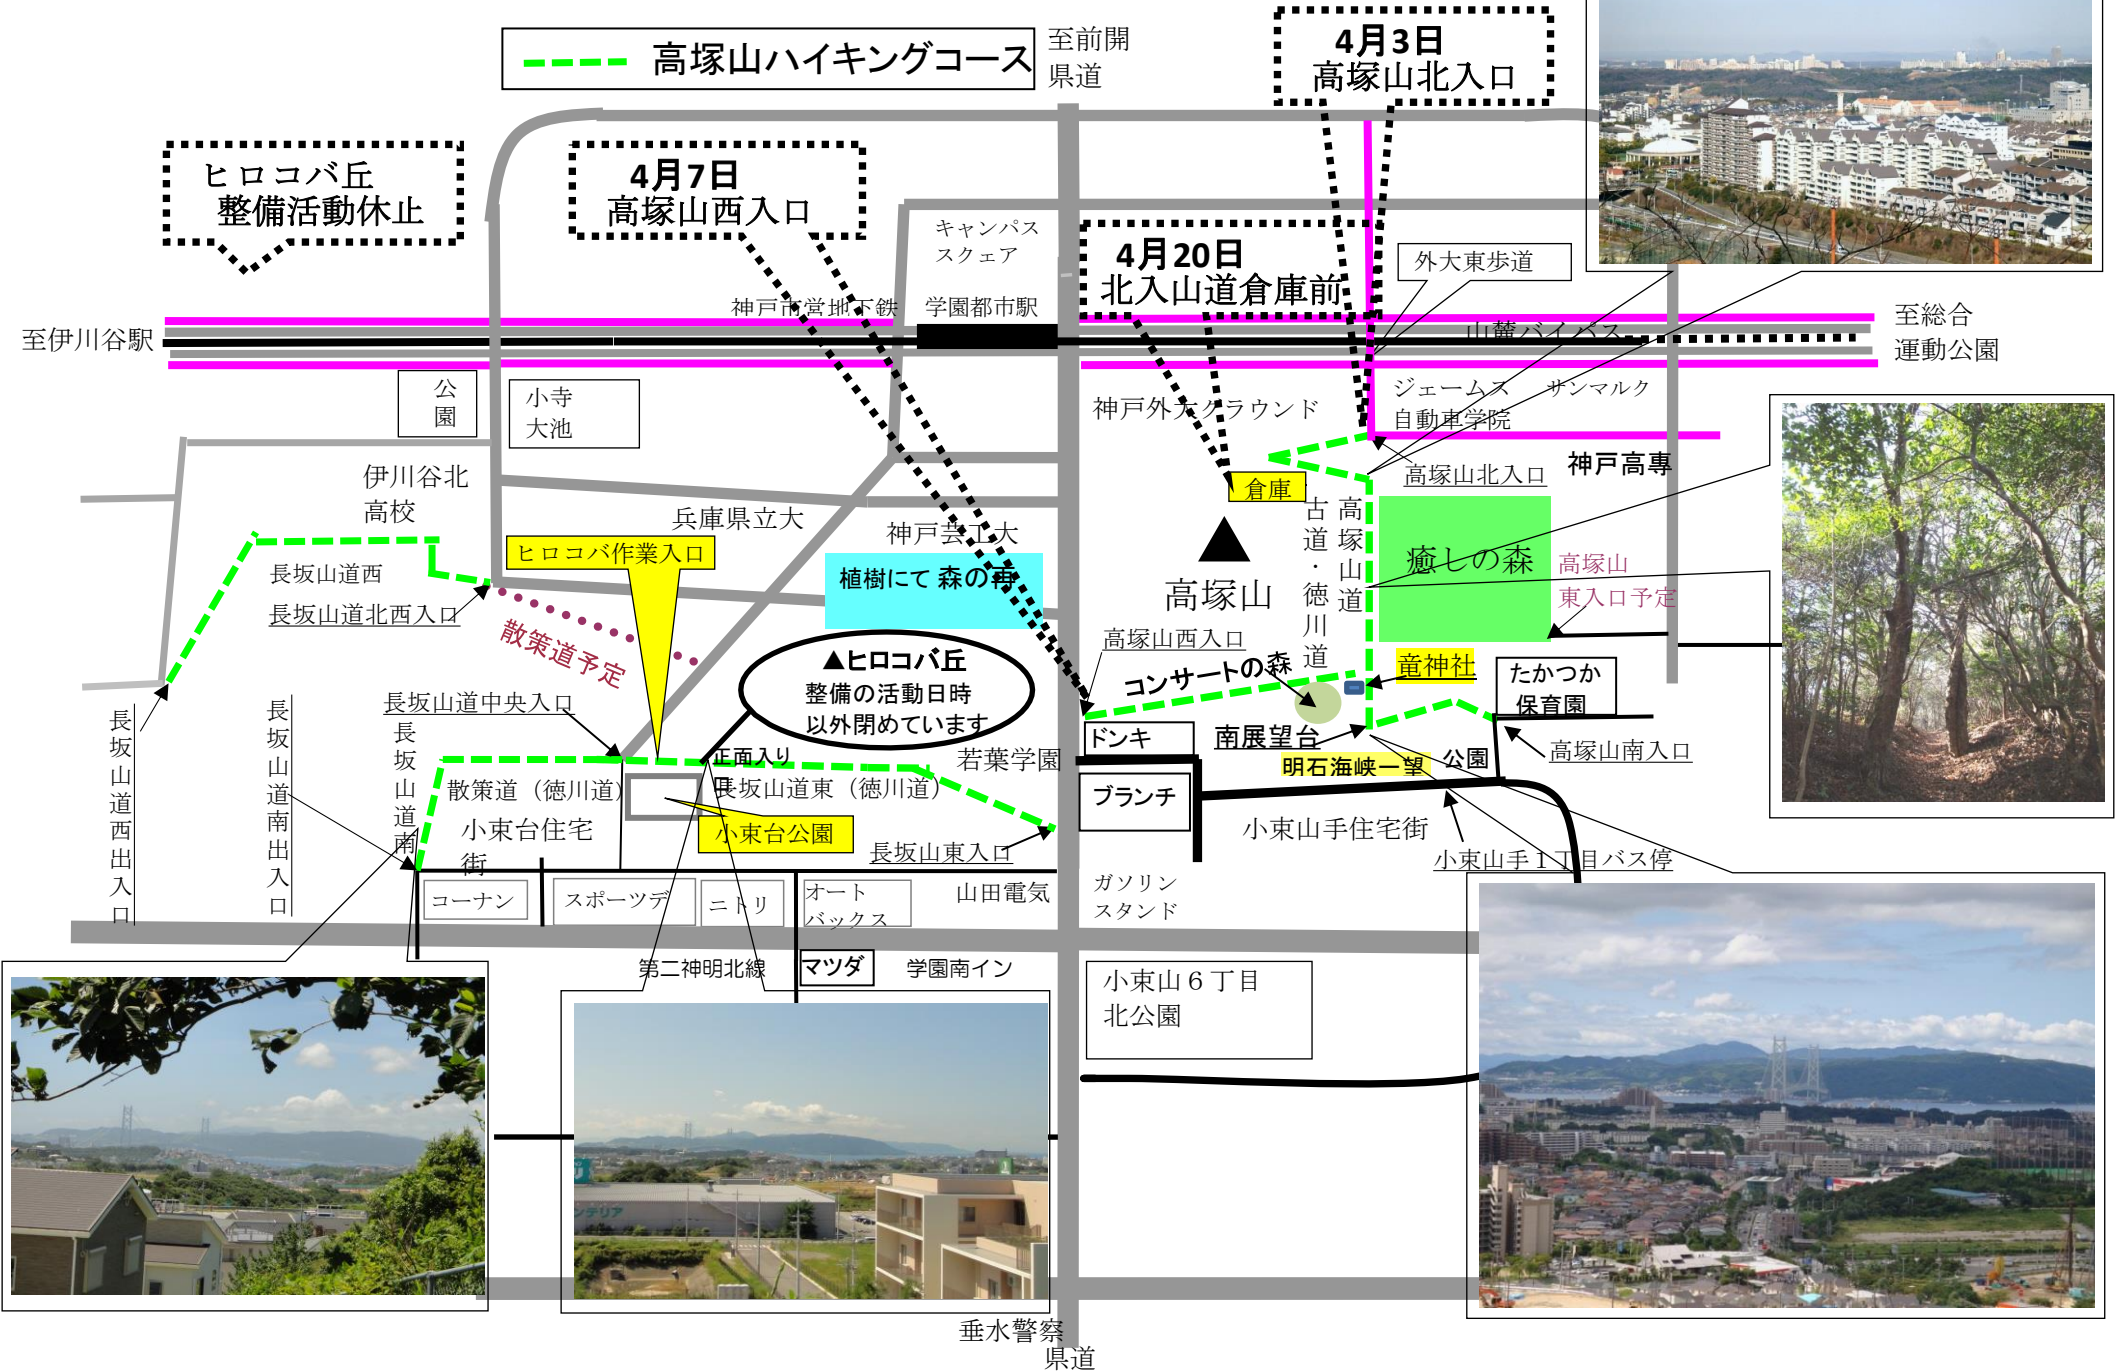 高塚山ハイキングコース
至前開
県道
4月3日
高塚山北入口
ヒロコバ丘
整備活動休止
4月7日
高塚山西入口
キャンパス
スクェア
4月20日
北入山道倉庫前
外大東歩道
神戸市営地下鉄
学園都市駅
至伊川谷駅
山麓バイパス
至総合
運動公園
公
園
小寺
大池
神戸外大グラウンド
ジェームス
自動車学院
サンマルク
伊川谷北
高校
兵庫県立大
神戸芸工大
倉庫
高塚山北入口
神戸高専
高塚山道
古道・徳川道
ヒロコバ作業入口
植樹にて 森の再
癒しの森
高塚山
東入口予定
長坂山道西
長坂山道北西入口
散策道予定
高塚山
高塚山西入口
▲ヒロコバ丘
整備の活動日時
以外閉めています
コンサートの森
竜神社
たかつか
保育園
長坂山道西出入口
長坂山道南出入口
長坂山道中央入口
長坂山道南
正面入り
口
若葉学園
ドンキ
南展望台
明石海峡一望
公園
高塚山南入口
散策道（徳川道）
長坂山道東（徳川道）
ブランチ
小束台住宅
街
小束台公園
長坂山東入口
小束山手住宅街
小束山手１丁目バス停
コーナン
スポーツデ
ニトリ
オート
バックス
山田電気
ガソリン
スタンド
第二神明北線
マツダ
学園南イン
小束山６丁目
北公園
ンテリア
垂水警察
県道